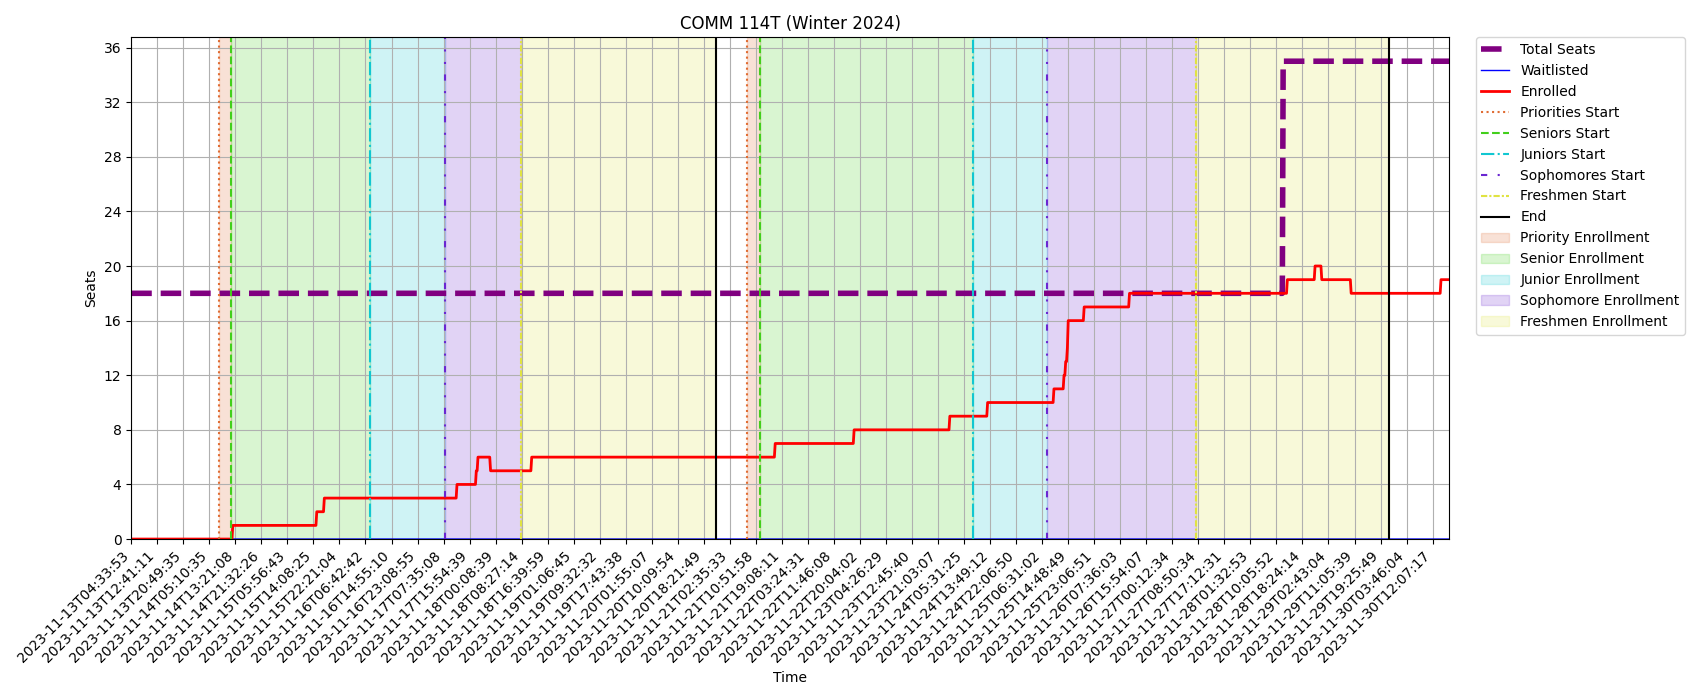 COMM 114T (Winter 2024)
36
32
28
24
20
16
12
8
4
0
Seats
2023-11-13T04:33:53
2023-11-13T12:41:11
2023-11-13T20:49:35
2023-11-14T05:10:35
2023-11-14T13:21:08
2023-11-14T21:32:26
2023-11-15T05:56:43
2023-11-15T14:08:25
2023-11-15T22:21:04
2023-11-16T06:42:42
2023-11-16T14:55:10
2023-11-16T23:08:55
2023-11-17T07:35:08
2023-11-17T15:54:39
2023-11-18T00:08:39
2023-11-18T08:27:14
2023-11-18T16:39:59
2023-11-19T01:06:45
2023-11-19T09:32:32
2023-11-19T17:43:38
2023-11-20T01:55:07
2023-11-20T10:09:54
2023-11-20T18:21:49
2023-11-21T02:35:33
2023-11-21T10:51:58
2023-11-21T19:08:11
2023-11-22T03:24:31
2023-11-22T11:46:08
2023-11-22T20:04:02
2023-11-23T04:26:29
2023-11-23T12:45:40
2023-11-23T21:03:07
2023-11-24T05:31:25
2023-11-24T13:49:12
2023-11-24T22:06:50
2023-11-25T06:31:02
2023-11-25T14:48:49
2023-11-25T23:06:51
2023-11-26T07:36:03
2023-11-26T15:54:07
2023-11-27T00:12:34
2023-11-27T08:50:34
2023-11-27T17:12:31
2023-11-28T01:32:53
2023-11-28T10:05:52
2023-11-28T18:24:14
2023-11-29T02:43:04
2023-11-29T11:05:39
2023-11-29T19:25:49
2023-11-30T03:46:04
2023-11-30T12:07:17
Time
Total Seats
Waitlisted
Enrolled
Priorities Start
Seniors Start
Juniors Start
Sophomores Start
Freshmen Start
End
Priority Enrollment
Senior Enrollment
Junior Enrollment
Sophomore Enrollment
Freshmen Enrollment